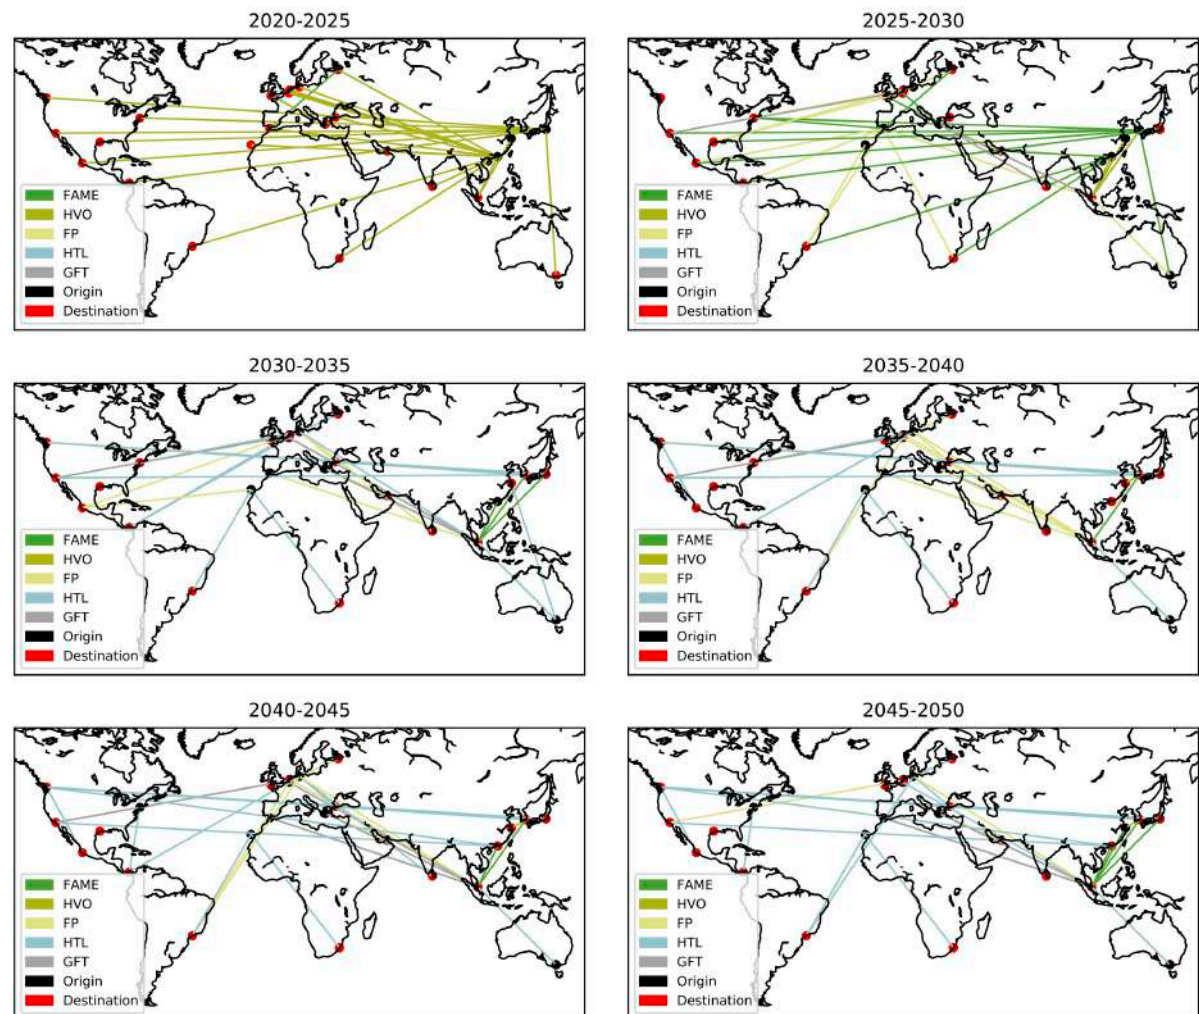 2020-2025
FAME
HVO
FP
HTL
GFT
Origin
Destination
2025-2030
FAME
HVO
FP
HTL
GFT
Origin
Destination
2030-2035
FAME
HVO
FP
HTL
GFT
Origin
Destination
2035-2040
FAME
HVO
FP
HTL
GFT
Origin
Destination
2040-2045
FAME
HVO
FP
HTL
GFT
Origin
Destination
2045-2050
FAME
HVO
FP
HTL
GFT
Origin
Destination